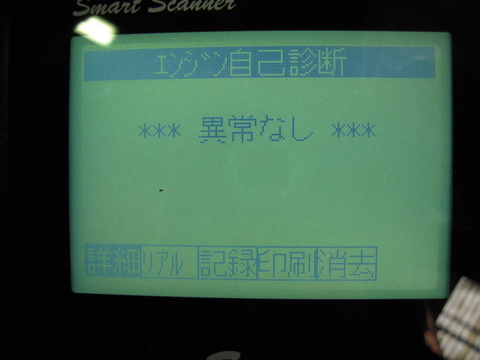 Smart Scanner
エンジン自己診断
*** 異常なし ***
詳細 リアル 記録 印刷 消去